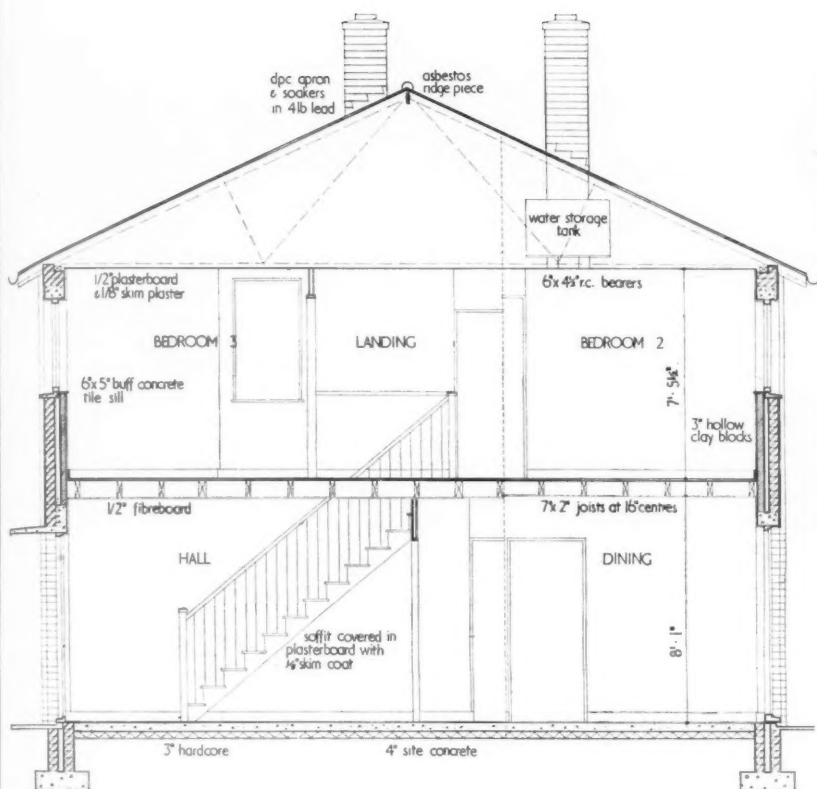 dpc apron
& soakers
in 4lb lead
asbestos
ridge piece
water storage
tank
1/2" plasterboard
& 1/8" skim plaster
6"x 4½" r.c. bearers
BEDROOM 3
LANDING
BEDROOM 2
7'. 5½"
6"x 5" buff concrete
tile sill
3" hollow
clay blocks
1/2" fibreboard
7"x 2" joists at 16" centres
HALL
DINING
8'. 1"
soffit covered in
plasterboard with
⅛" skim coat
3" hardcore
4" site concrete